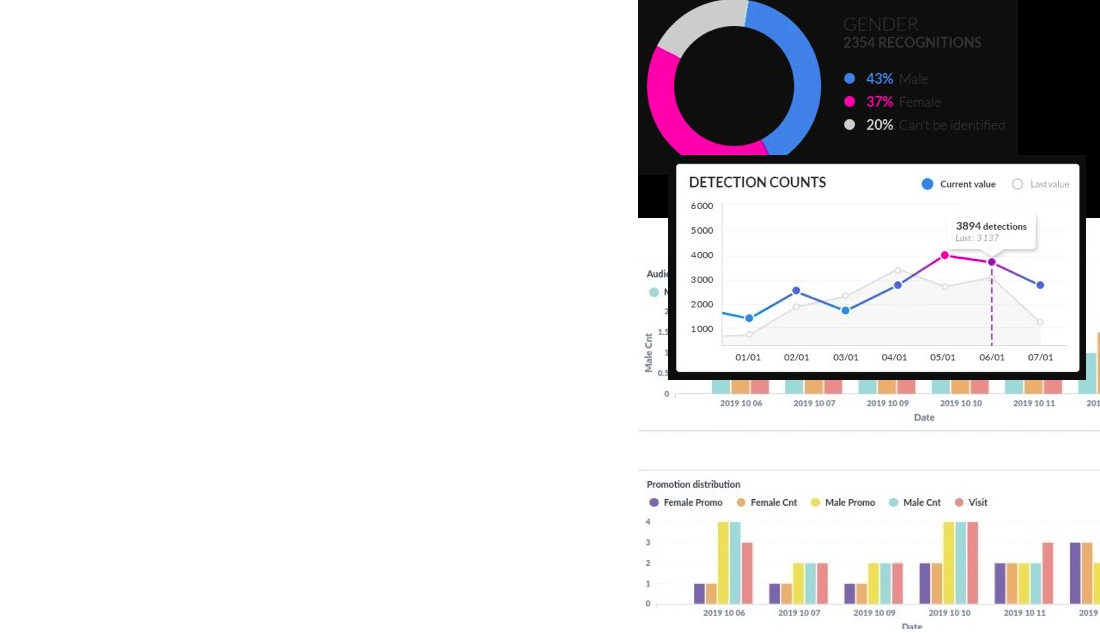 GENDER
2354 RECOGNITIONS
43% Male
37% Female
20% Can't be identified
DETECTION COUNTS
Current value
Last value
6000
5000
4000
3000
2000
1000
3894 detections
Last : 3137
01/01 02/01 03/01 04/01 05/01 06/01 07/01
Male Cnt
1.5
0.5
0
2019 10 06 2019 10 07 2019 10 09 2019 10 10 2019 10 11
Date
Promotion distribution
Female Promo Female Cnt Male Promo Male Cnt Visit
4
3
2
1
0
2019 10 06 2019 10 07 2019 10 09 2019 10 10 2019 10 11 2019
Date